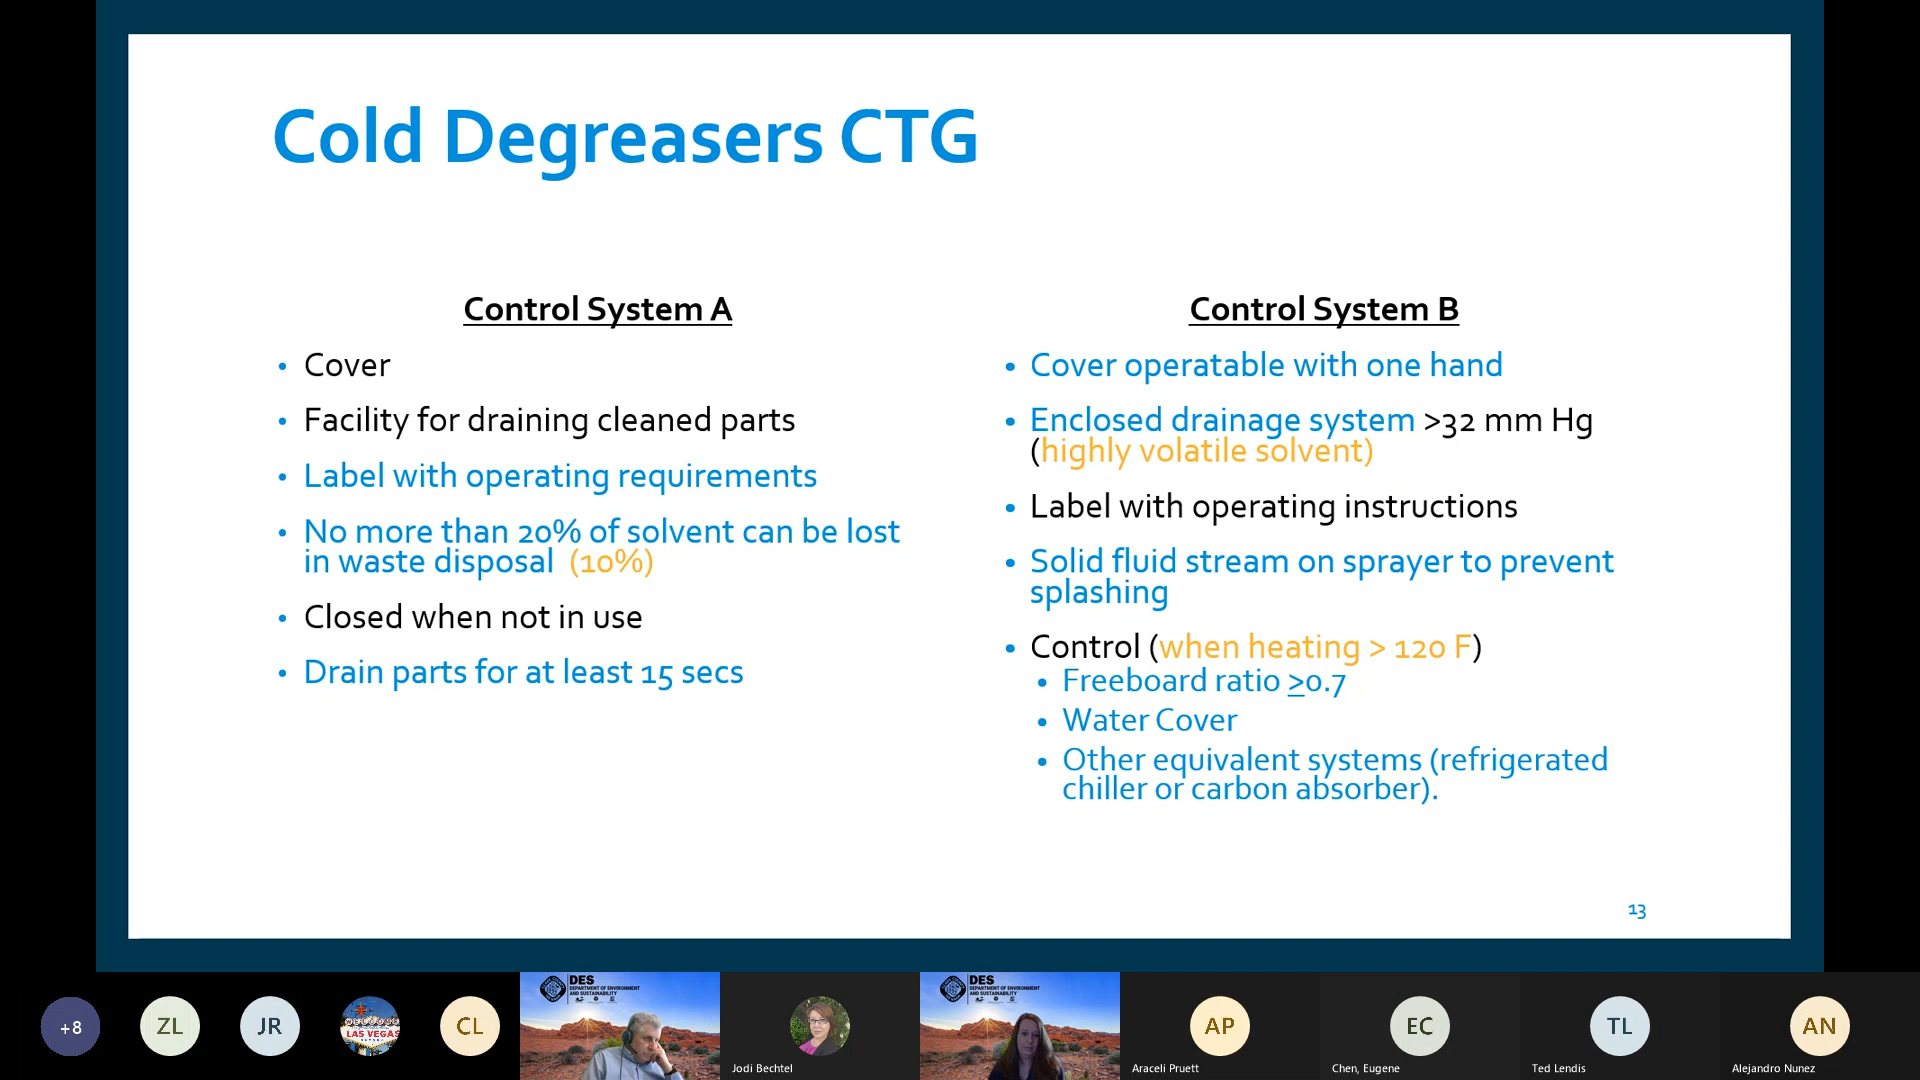 Cold Degreasers CTG
Control System A
Cover
Facility for draining cleaned parts
Label with operating requirements
No more than 20% of solvent can be lost
in waste disposal (10%)
Closed when not in use
Drain parts for at least 15 secs
Control System B
Cover operatable with one hand
Enclosed drainage system >32 mm Hg
(highly volatile solvent)
Label with operating instructions
Solid fluid stream on sprayer to prevent
splashing
Control (when heating > 120 F)
Freeboard ratio ≥0.7
Water Cover
Other equivalent systems (refrigerated
chiller or carbon absorber).
13
+8
ZL
JR
LAS VEGAS
CL
DES
DEPARTMENT OF ENVIRONMENT
AND SUSTAINABILITY
Jodi Bechtel
DES
DEPARTMENT OF ENVIRONMENT
AND SUSTAINABILITY
AP
Araceli Pruett
EC
Chen, Eugene
TL
Ted Lendis
AN
Alejandro Nunez